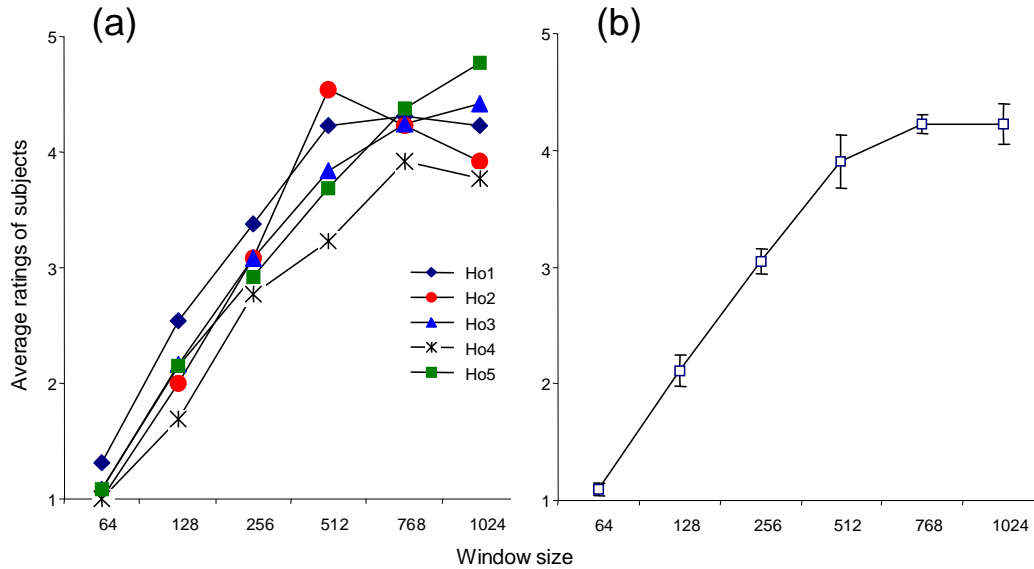 (a)
(b)
Average ratings of subjects
5
4
3
2
1
64 128 256 512 768 1024
Ho1
Ho2
Ho3
Ho4
Ho5
5
4
3
2
1
64 128 256 512 768 1024
Window size